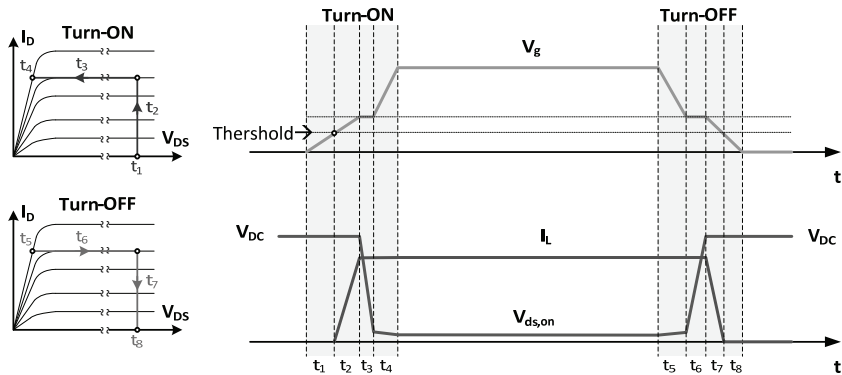 Turn-ON
I_D
t4
t3
t2
V_DS
t1
Turn-OFF
I_D
t5
t6
t7
V_DS
t8
Turn-ON
Turn-OFF
V_g
Thershold
t
V_DC
I_L
V_DC
V_ds,on
t1 t2 t3 t4 t5 t6 t7 t8
t